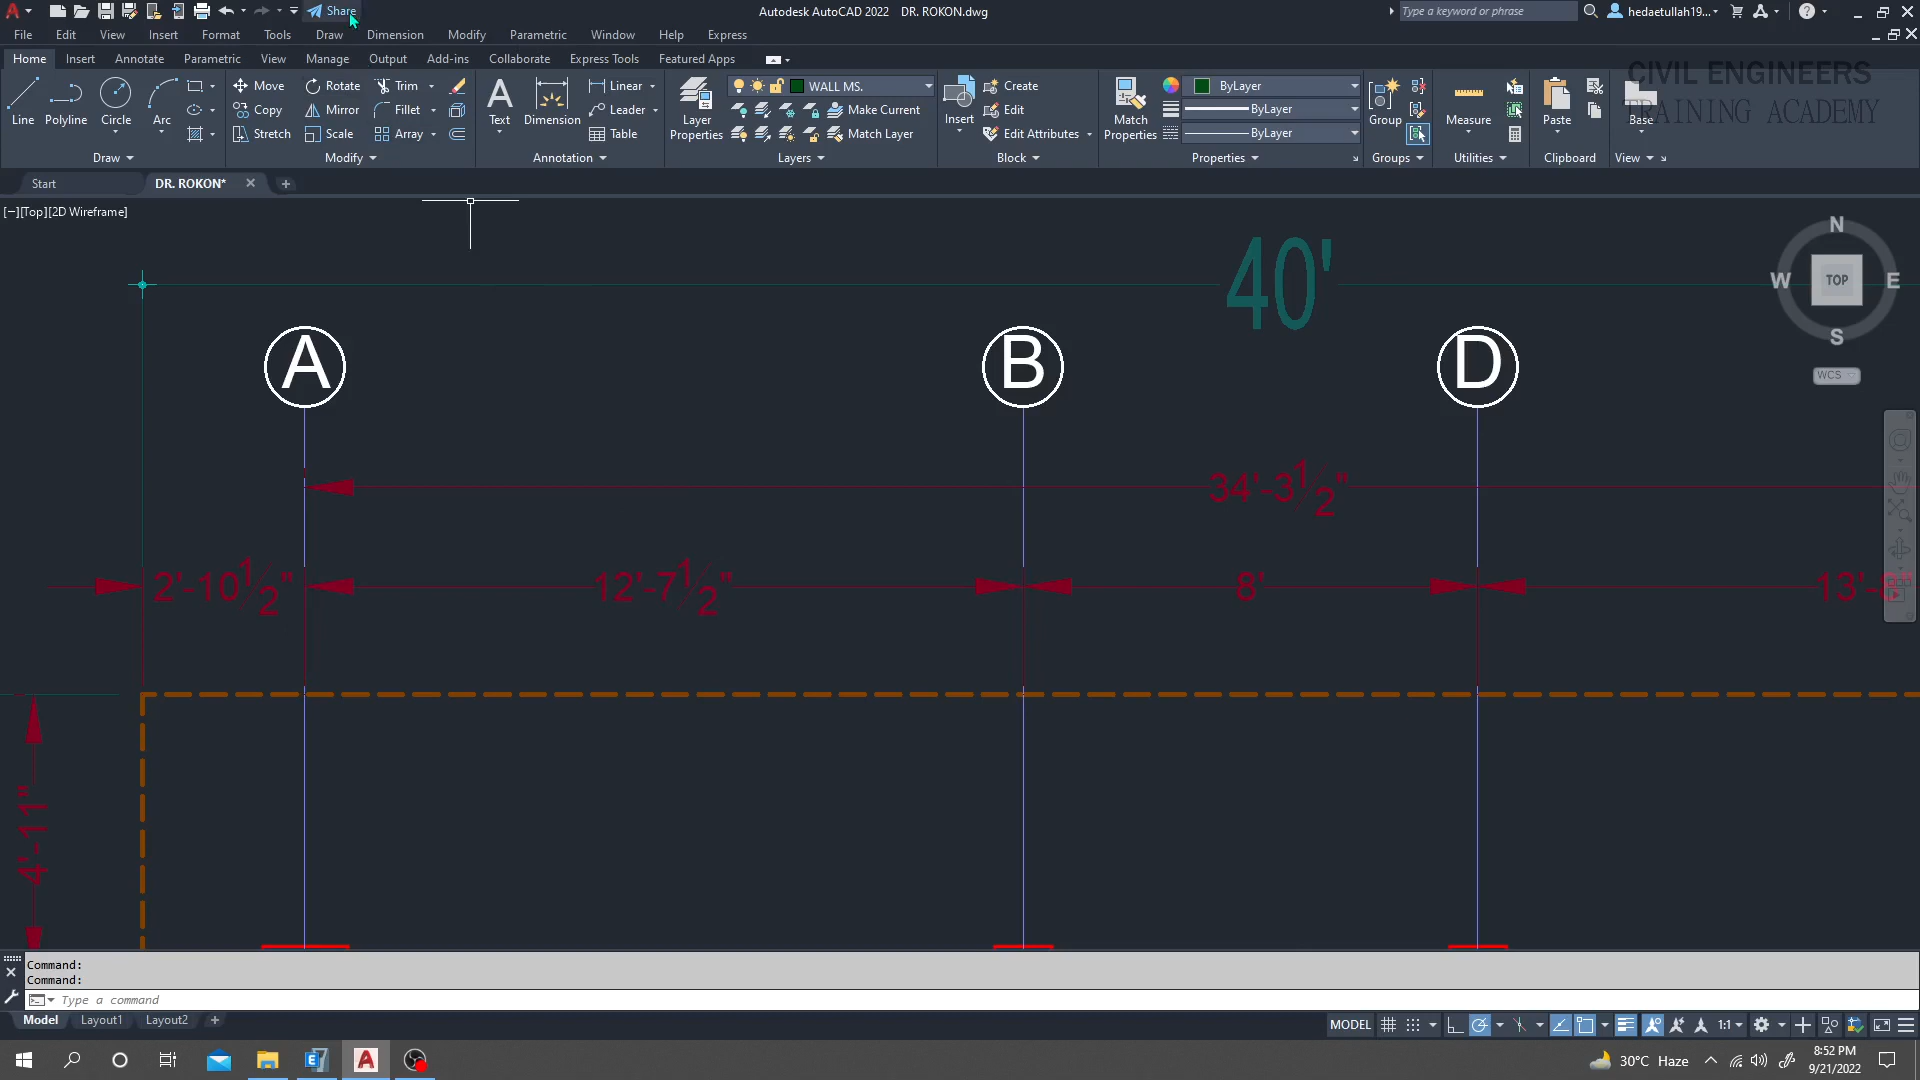 Share
Autodesk AutoCAD 2022 DR. ROKON.dwg
Type a keyword or phrase
hedaetullah19...
File Edit View Insert Format Tools Draw Dimension Modify Parametric Window Help Express
Home Insert Annotate Parametric View Manage Output Add-ins Collaborate Express Tools Featured Apps
CIVIL ENGINEERS
TRAINING ACADEMY
Line Polyline Circle Arc
Move Rotate Trim
Copy Mirror Fillet
Stretch Scale Array
Text Dimension
Linear
Leader
Table
Layer Properties
WALL MS.
Make Current
Match Layer
Insert
Create
Edit
Edit Attributes
Match Properties
ByLayer
ByLayer
ByLayer
Group
Measure
Paste
Base
Draw Modify Annotation Layers Block Properties Groups Utilities Clipboard View
Start DR. ROKON*
[−][Top][2D Wireframe]
40'
N
W TOP E
S
WCS
A B D
34'-3 1/2"
2'-10 1/2" 12'-7 1/2" 8'
4'-11"
Command:
Command:
Type a command
Model Layout1 Layout2
MODEL
1:1
30°C Haze
8:52 PM
9/21/2022